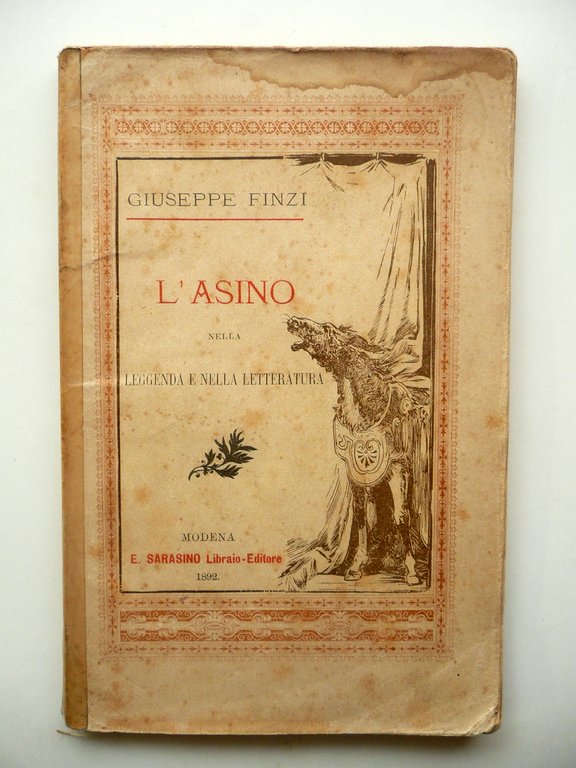 GIUSEPPE FINZI
L'ASINO
NELLA
LEGGENDA E NELLA LETTERATURA
MODENA
E. SARASINO Libraio-Editore
1892.